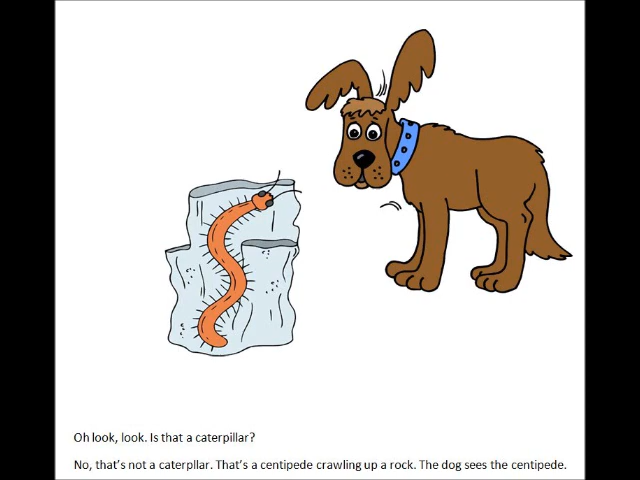 Oh look, look. Is that a caterpillar?
No, that's not a caterpllar. That's a centipede crawling up a rock. The dog sees the centipede.